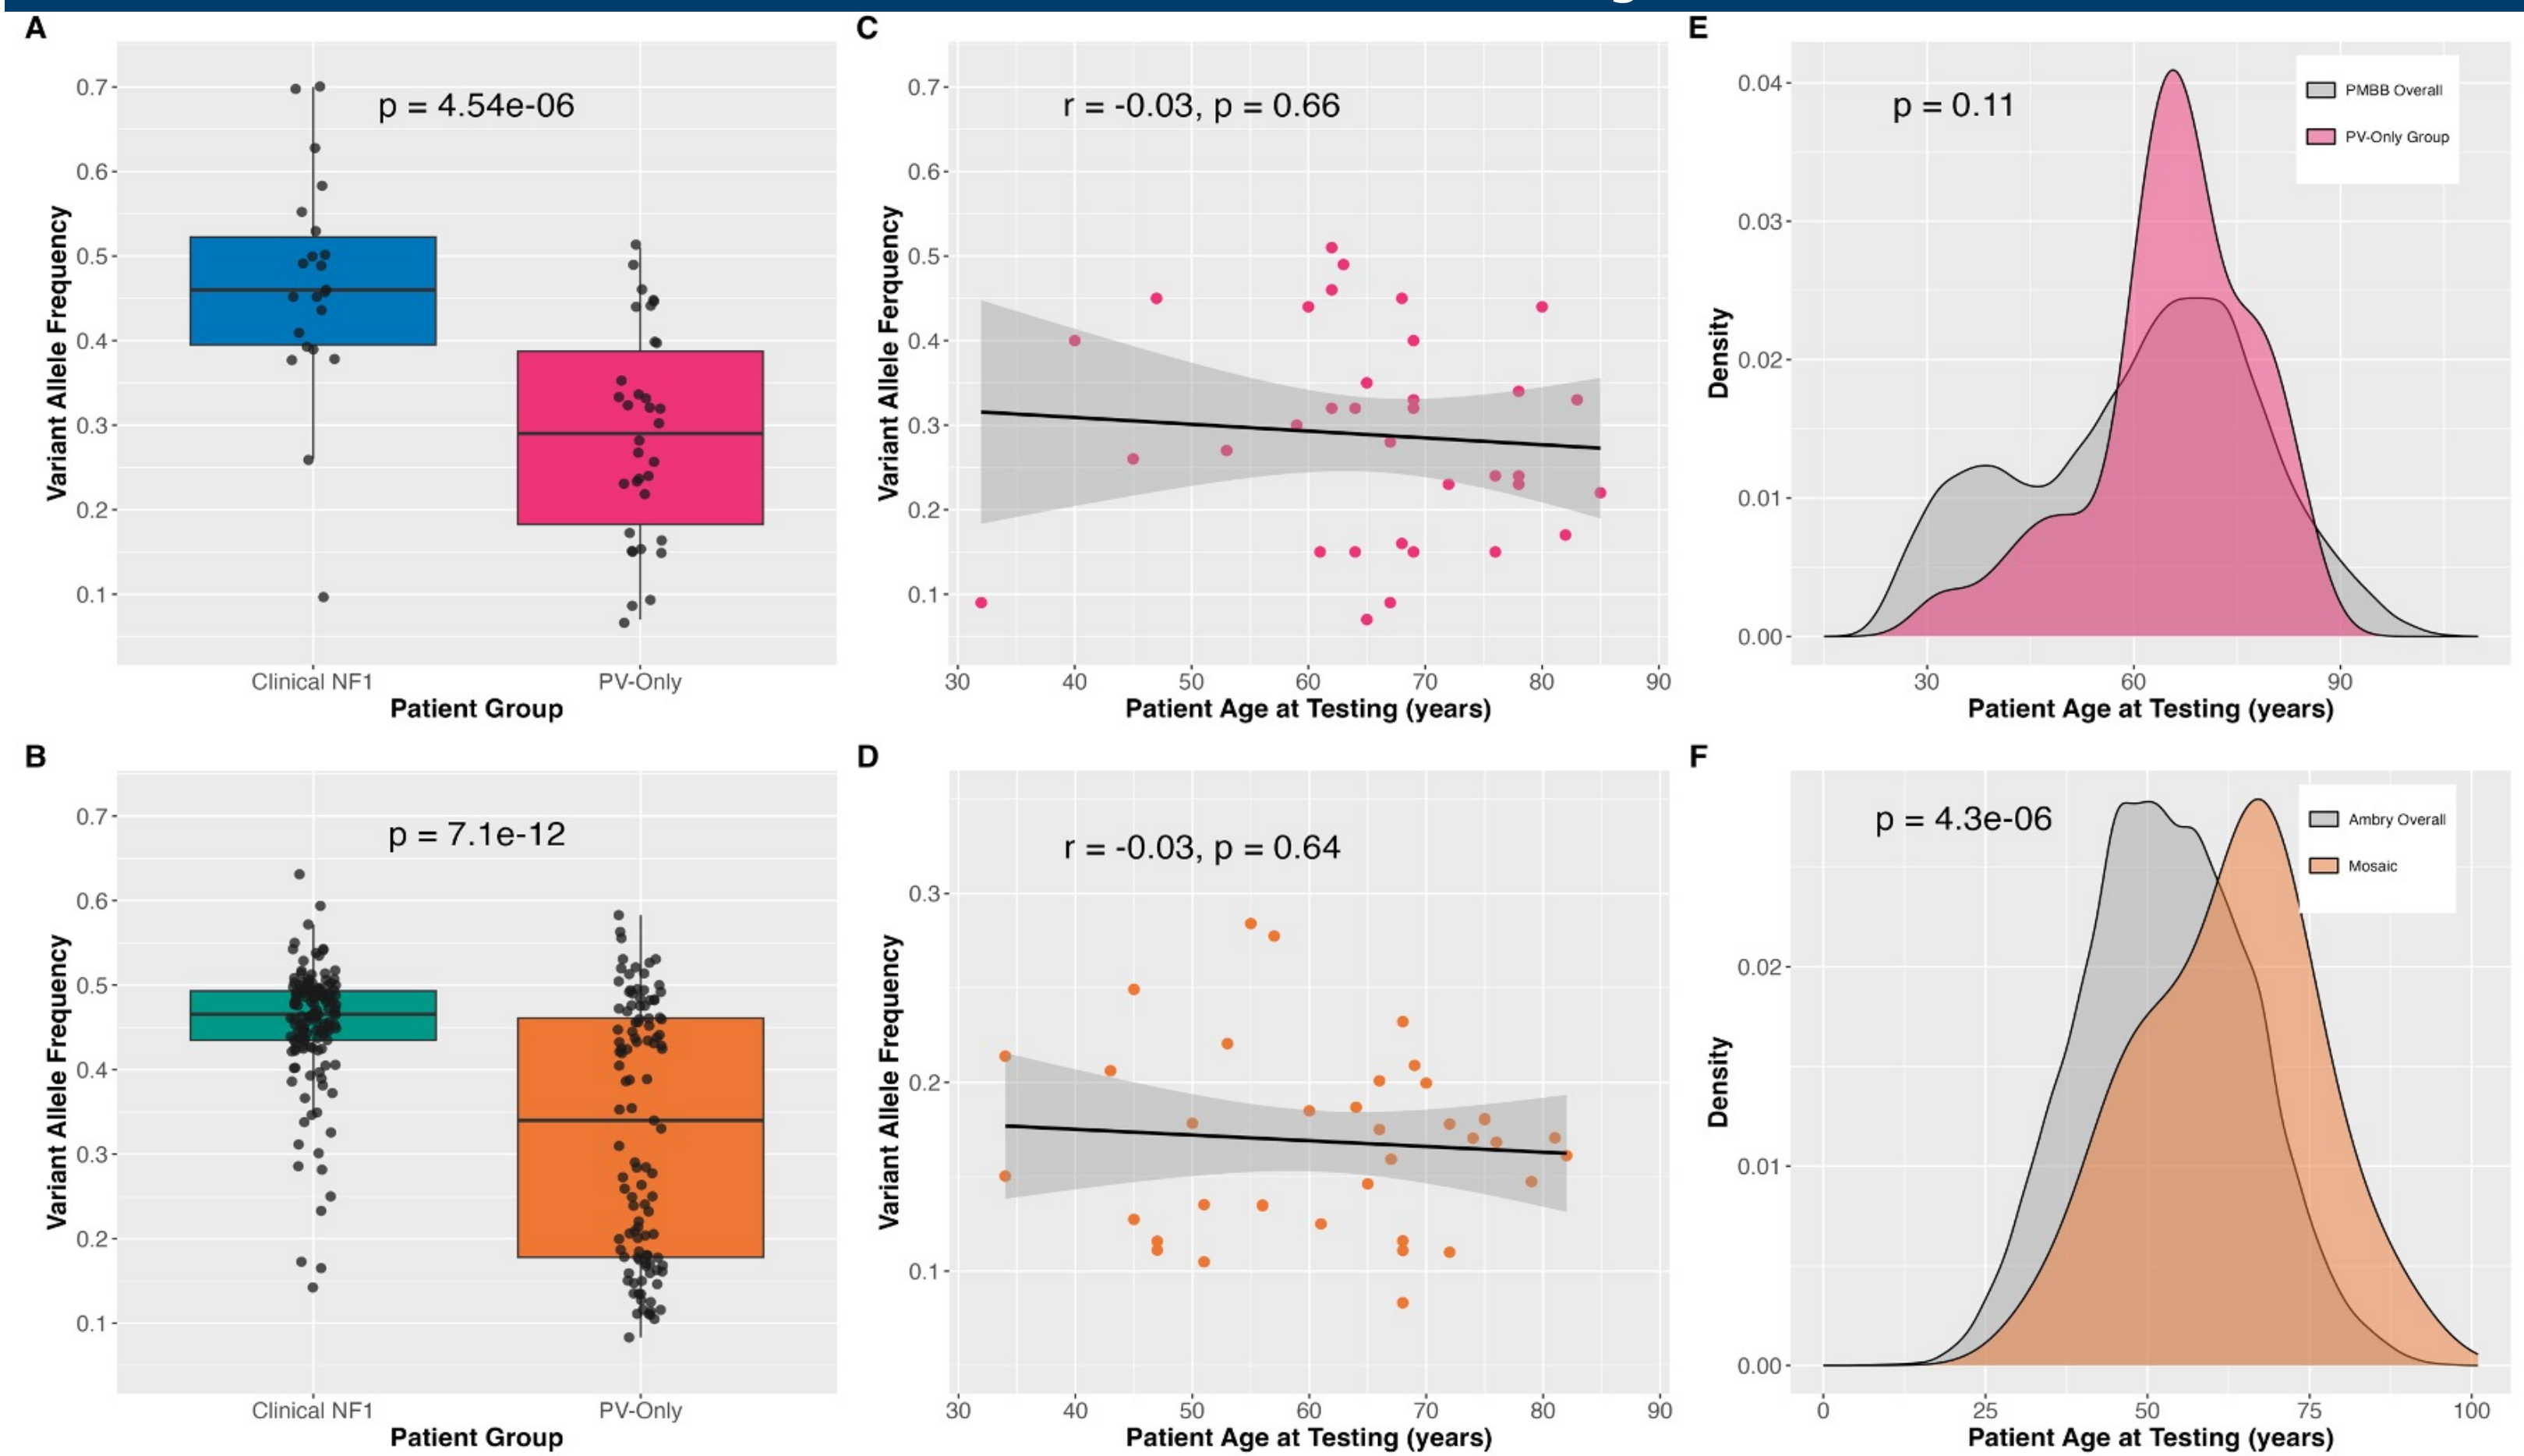 A
p = 4.54e-06
0.7
0.6
0.5
0.4
0.3
0.2
0.1
Variant Allele Frequency
Clinical NF1
PV-Only
Patient Group
C
r = -0.03, p = 0.66
0.7
0.6
0.5
0.4
0.3
0.2
0.1
Variant Allele Ferquency
30 40 50 60 70 80 90
Patient Age at Testing (years)
E
p = 0.11
PMBB Overall
PV-Only Group
0.04
0.03
0.02
0.01
0.00
Density
30 60 90
Patient Age at Testing (years)
B
p = 7.1e-12
0.7
0.6
0.5
0.4
0.3
0.2
0.1
Variant Allele Frequency
Clinical NF1
PV-Only
Patient Group
D
r = -0.03, p = 0.64
0.3
0.2
0.1
Variant Allele Frequency
30 40 50 60 70 80 90
Patient Age at Testing (years)
F
p = 4.3e-06
Ambry Overall
Mosaic
0.02
0.01
0.00
Density
0 25 50 75 100
Patient Age at Testing (years)